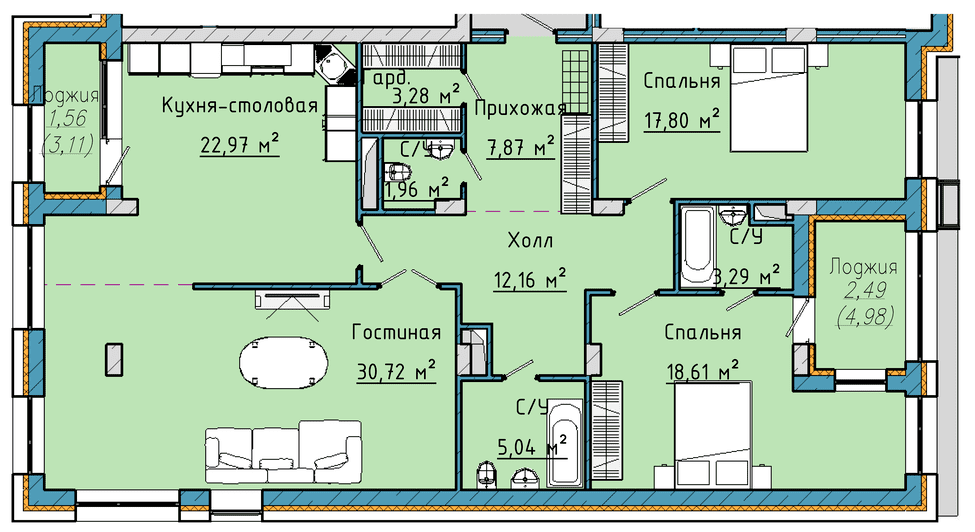 Лоджия
1,56
(3,11)
Кухня-столовая
22,97 м²
гард.
3,28 м²
Прихожая
7,87 м²
С/У
1,96 м²
Спальня
17,80 м²
Холл
12,16 м²
С/У
3,29 м²
Лоджия
2,49
(4,98)
Гостиная
30,72 м²
Спальня
18,61 м²
С/У
5,04 м²